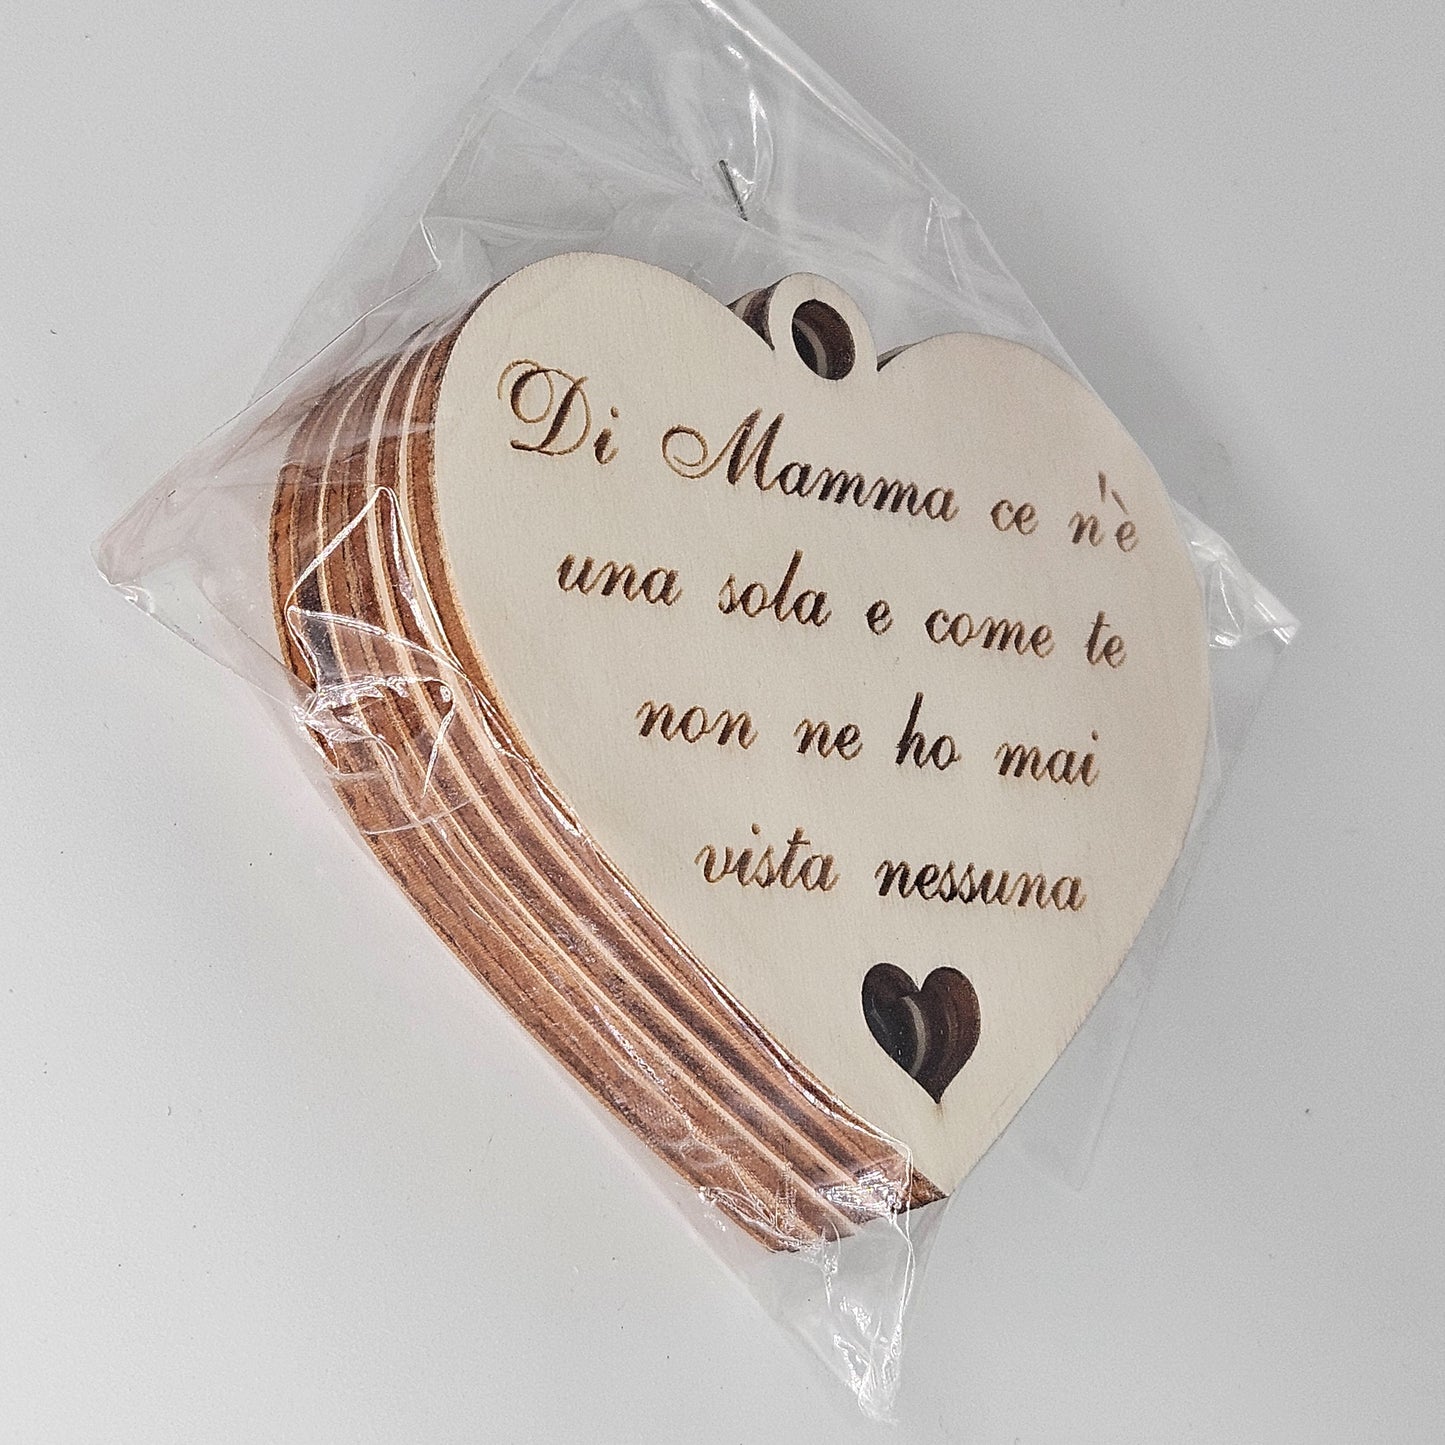 Di Mamma ce n'è
una sola e come te
non ne ho mai
vista nessuna